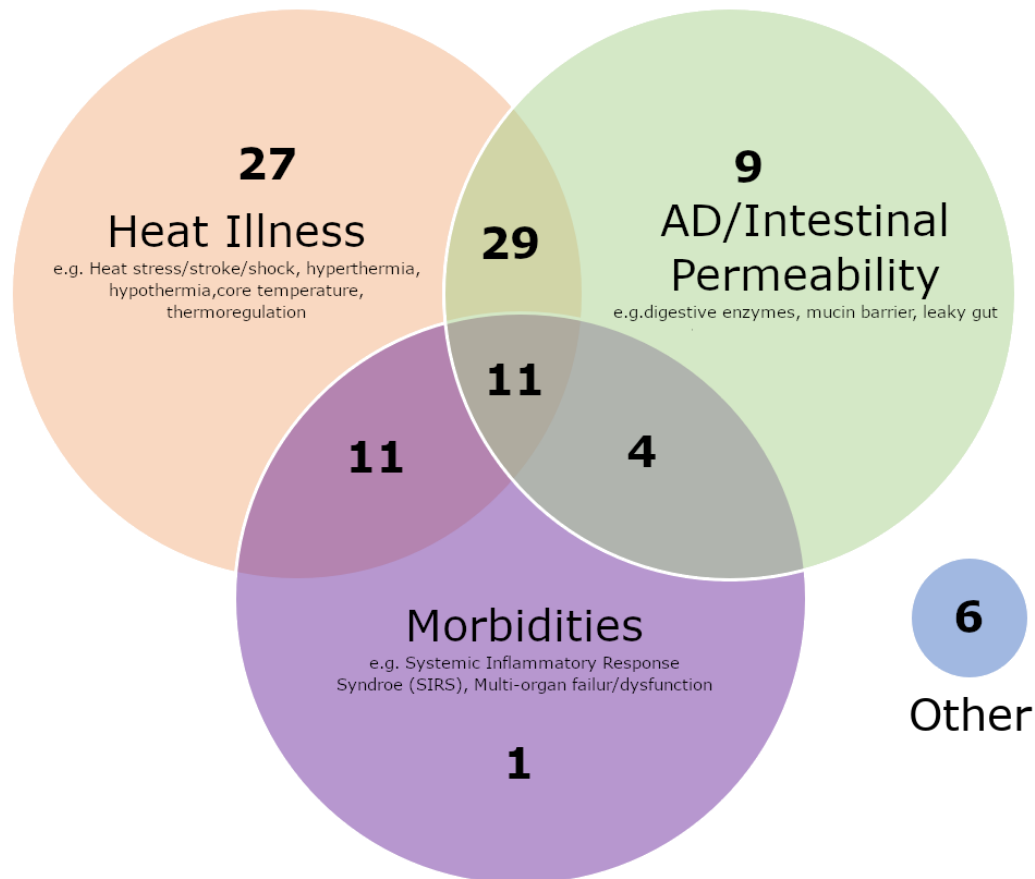 27
Heat Illness
e.g. Heat stress/stroke/shock, hyperthermia,
hypothermia,core temperature,
thermoregulation
9
AD/Intestinal
Permeability
e.g.digestive enzymes, mucin barrier, leaky gut
29
11
11
4
Morbidities
e.g. Systemic Inflammatory Response
Syndroe (SIRS), Multi-organ failur/dysfunction
1
6
Other